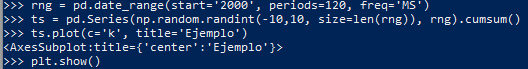 >>> rng = pd.date_range(start='2000', periods=120, freq='MS')
>>> ts = pd.Series(np.random.randint(-10,10, size=len(rng)), rng).cumsum()
>>> ts.plot(c='k', title='Ejemplo')
<AxesSubplot:title={'center':'Ejemplo'}>
>>> plt.show()